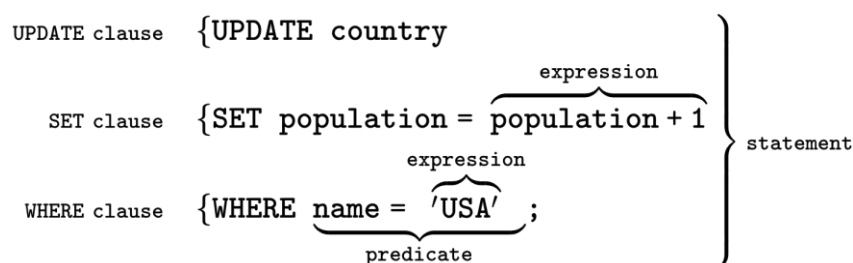 UPDATE clause {UPDATE country
expression
SET clause {SET population = population + 1
statement
expression
WHERE clause {WHERE name = 'USA' ;
predicate